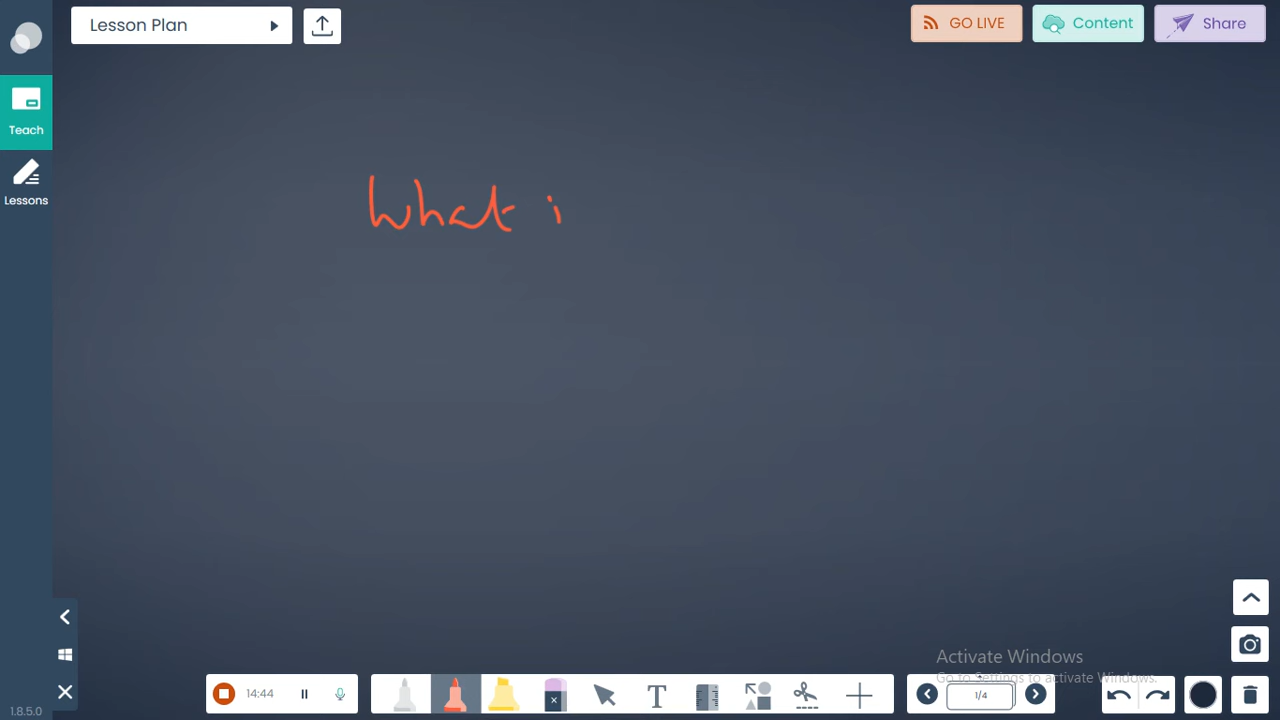 Lesson Plan
GO LIVE
Content
Share
Teach
Lessons
What i
Activate Windows
Go to Settings to activate Windows.
14:44
T
1/4
1.8.5.0